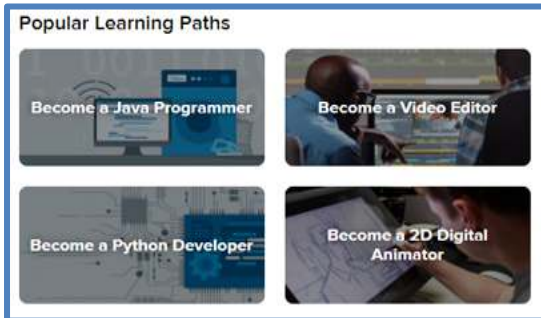 Popular Learning Paths
Become a Java Programmer
Become a Video Editor
Become a Python Developer
Become a 2D Digital
Animator